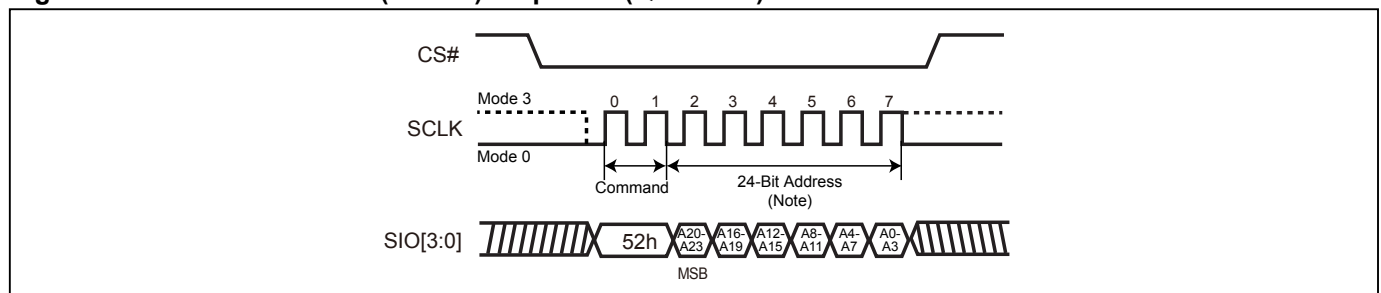 CS#
Mode 3
0 1 2 3 4 5 6 7
SCLK
Mode 0
Command
24-Bit Address
(Note)
SIO[3:0]
52h
A20-
A23
A16-
A19
A12-
A15
A8-
A11
A4-
A7
A0-
A3
MSB